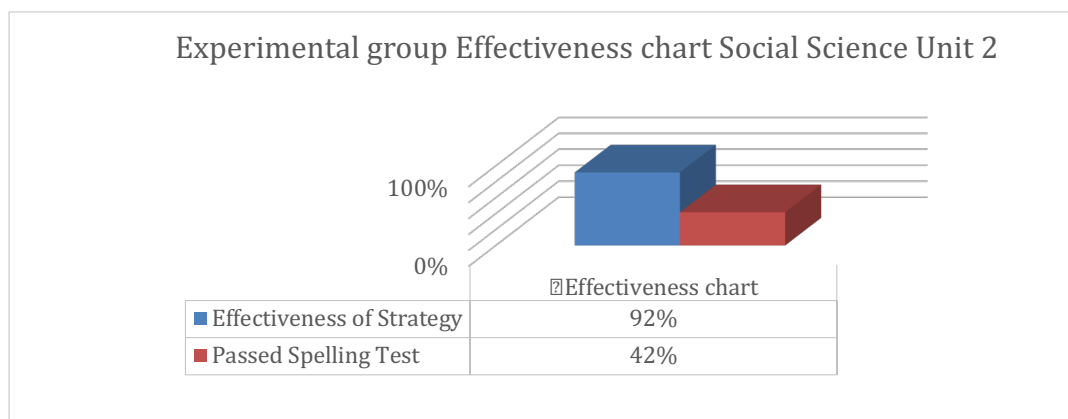 Experimental group Effectiveness chart Social Science Unit 2
100%
0%
⍰Effectiveness chart
Effectiveness of Strategy 92%
Passed Spelling Test 42%